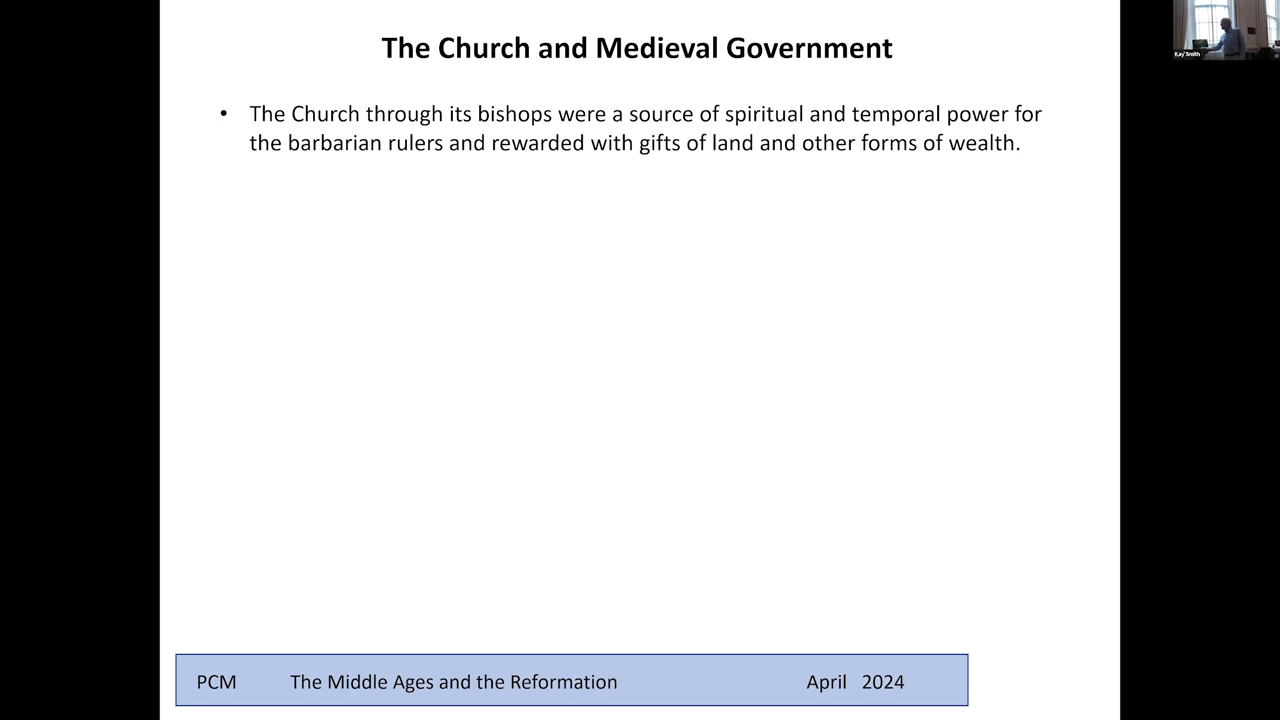 The Church and Medieval Government
• The Church through its bishops were a source of spiritual and temporal power for
the barbarian rulers and rewarded with gifts of land and other forms of wealth.
PCM The Middle Ages and the Reformation April 2024
Kay Smith